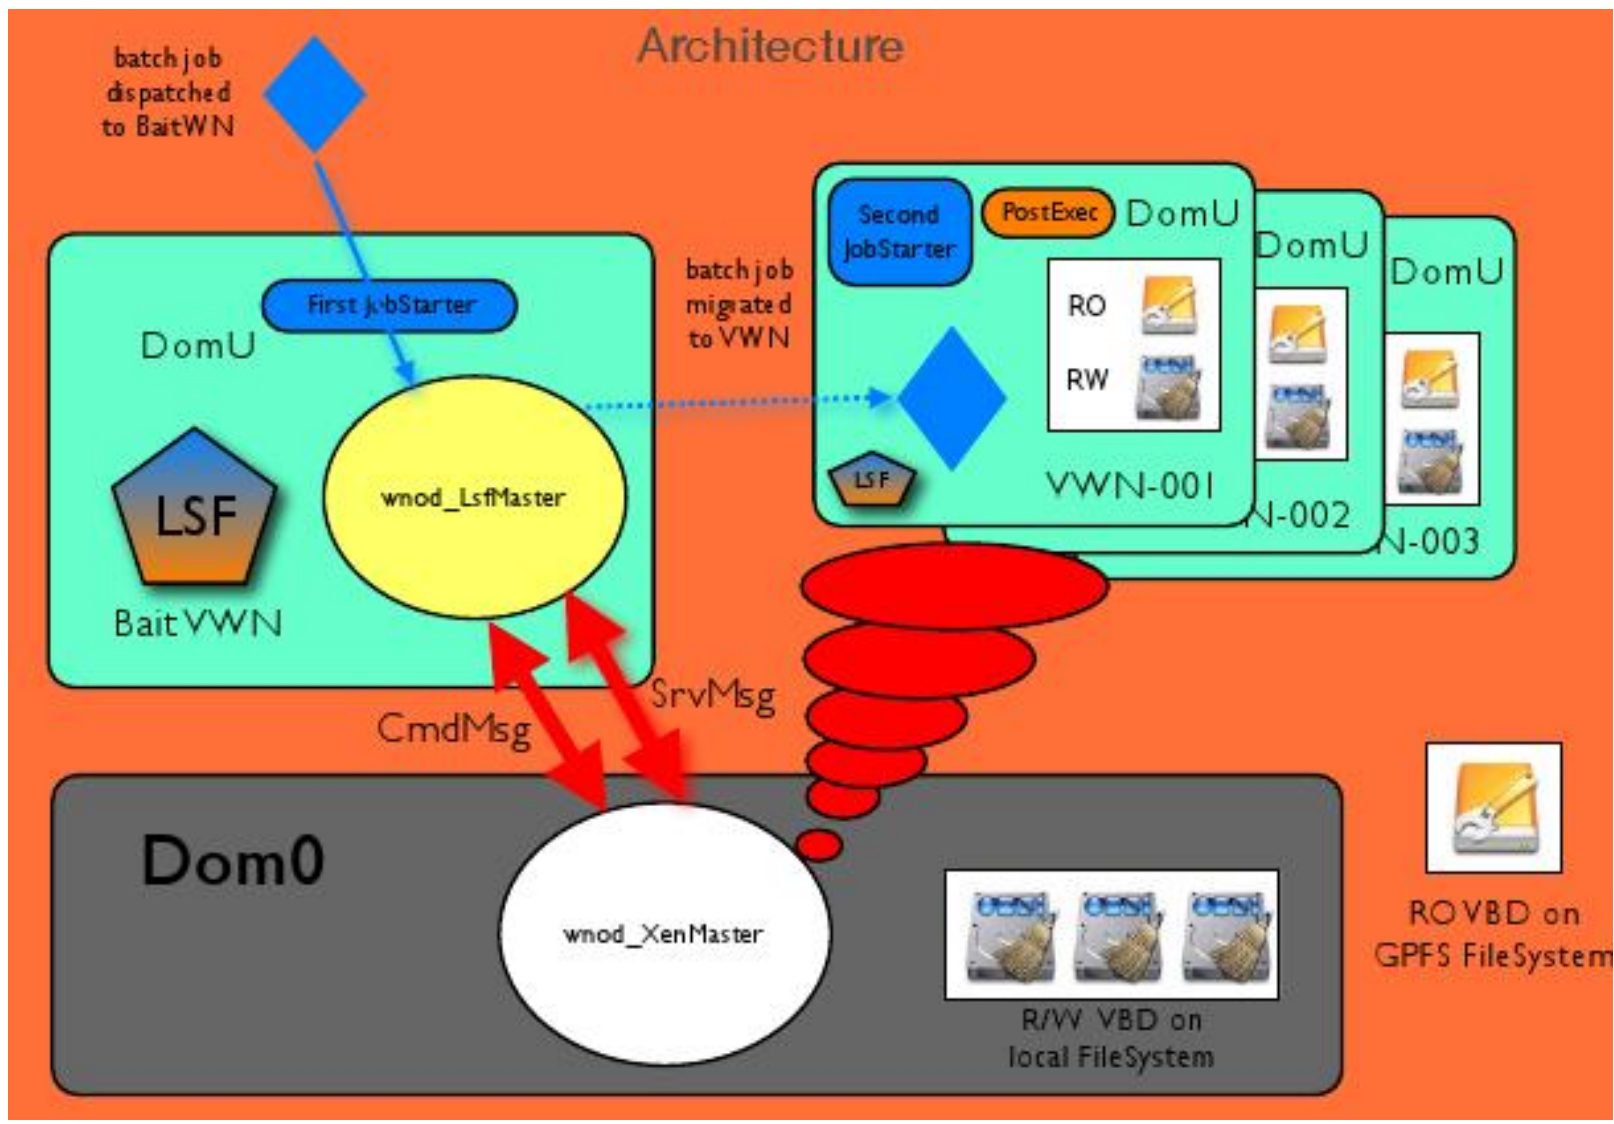 Architecture
batch job
dispatched
to BaitWN
First JobStarter
DomU
LSF
BaitVWN
wnod_LsfMaster
batch job
migrated
to VWN
Second
JobStarter
PostExec
DomU
RO
RW
LSF
VWN-001
DomU
N-002
DomU
N-003
CmdMsg
SrvMsg
Dom0
wnod_XenMaster
R/W VBD on
local FileSystem
RO VBD on
GPFS FileSystem